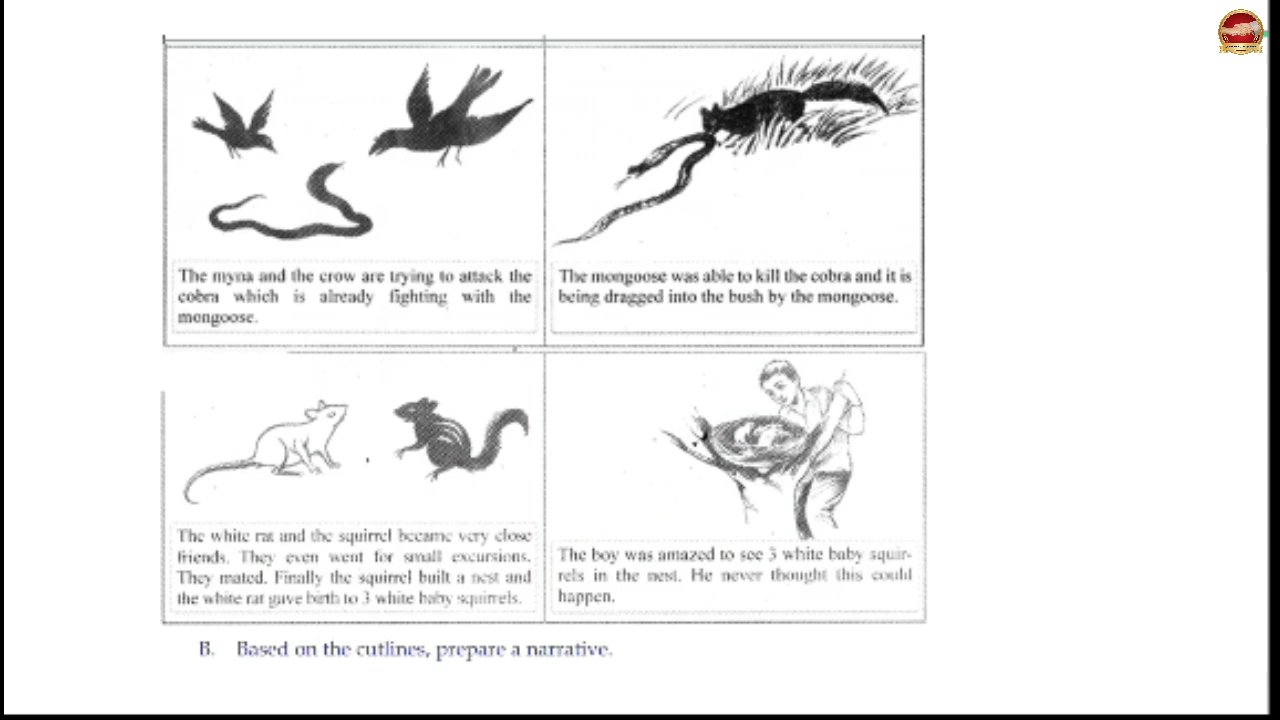 The myna and the crow are trying to attack the
cobra which is already fighting with the
mongoose.
The mongoose was able to kill the cobra and it is
being dragged into the bush by the mongoose.
The white rat and the squirrel became very close
friends. They even went for small excursions.
They mated. Finally the squirrel built a nest and
the white rat gave birth to 3 white baby squirrels.
The boy was amazed to see 3 white baby squir-
rels in the nest. He never thought this could
happen.
B. Based on the cutlines, prepare a narrative.